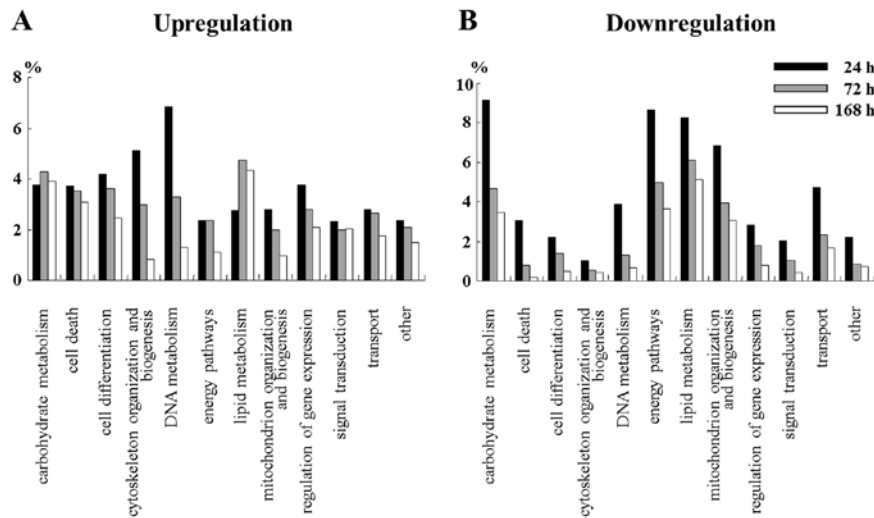 A
Upregulation
%
8
6
4
2
0
carbohydrate metabolism
cell death
cell differentiation
cytoskeleton organization and
biogenesis
DNA metabolism
energy pathways
lipid metabolism
mitochondrion organization
and biogenesis
regulation of gene expression
signal transduction
transport
other
B
Downregulation
%
10
8
6
4
2
0
24 h
72 h
168 h
carbohydrate metabolism
cell death
cell differentiation
cytoskeleton organization and
biogenesis
DNA metabolism
energy pathways
lipid metabolism
mitochondrion organization
and biogenesis
regulation of gene expression
signal transduction
transport
other